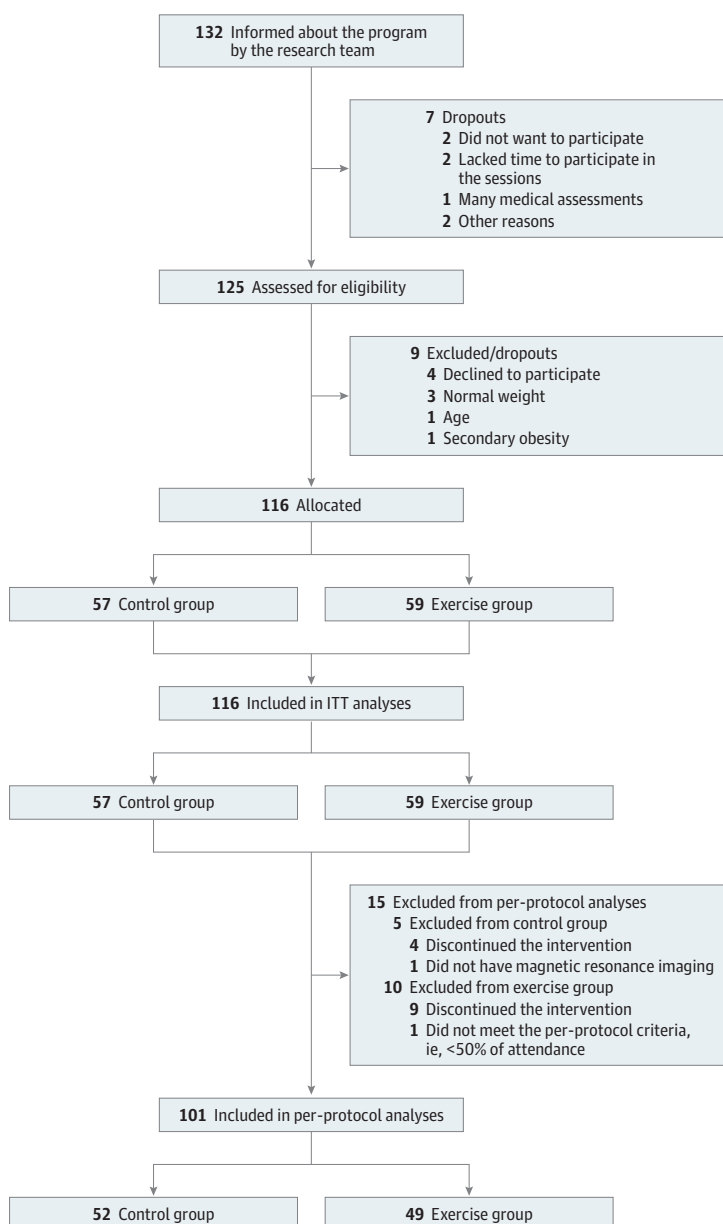 132 Informed about the program
by the research team
7 Dropouts
2 Did not want to participate
2 Lacked time to participate in
the sessions
1 Many medical assessments
2 Other reasons
125 Assessed for eligibility
9 Excluded/dropouts
4 Declined to participate
3 Normal weight
1 Age
1 Secondary obesity
116 Allocated
57 Control group
59 Exercise group
116 Included in ITT analyses
57 Control group
59 Exercise group
15 Excluded from per-protocol analyses
5 Excluded from control group
4 Discontinued the intervention
1 Did not have magnetic resonance imaging
10 Excluded from exercise group
9 Discontinued the intervention
1 Did not meet the per-protocol criteria,
ie, <50% of attendance
101 Included in per-protocol analyses
52 Control group
49 Exercise group